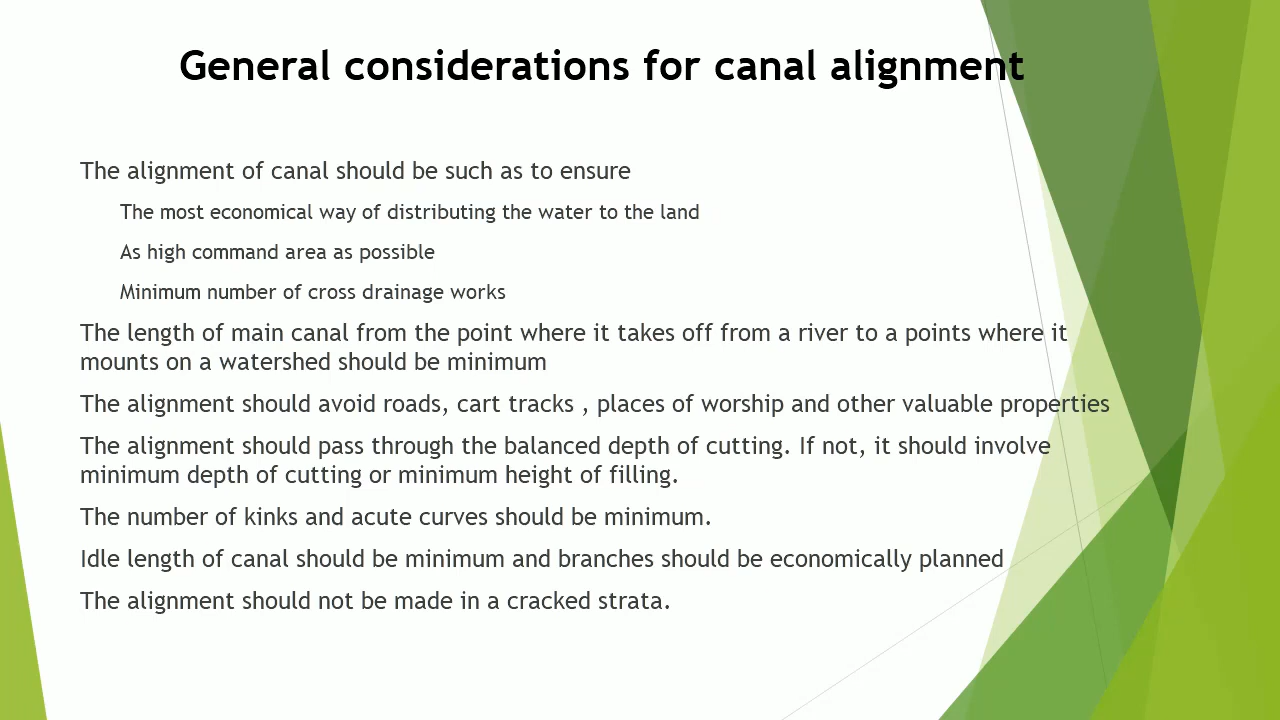 General considerations for canal alignment
The alignment of canal should be such as to ensure
The most economical way of distributing the water to the land
As high command area as possible
Minimum number of cross drainage works
The length of main canal from the point where it takes off from a river to a points where it
mounts on a watershed should be minimum
The alignment should avoid roads, cart tracks , places of worship and other valuable properties
The alignment should pass through the balanced depth of cutting. If not, it should involve
minimum depth of cutting or minimum height of filling.
The number of kinks and acute curves should be minimum.
Idle length of canal should be minimum and branches should be economically planned
The alignment should not be made in a cracked strata.